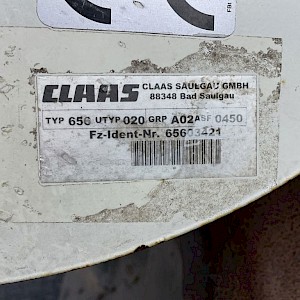 CLAAS CLAAS SAULGAU GMBH
88348 Bad Saulgau
TYP 656 UTYP 020 GRP A02 ASF 0450
Fz-Ident-Nr. 65603421